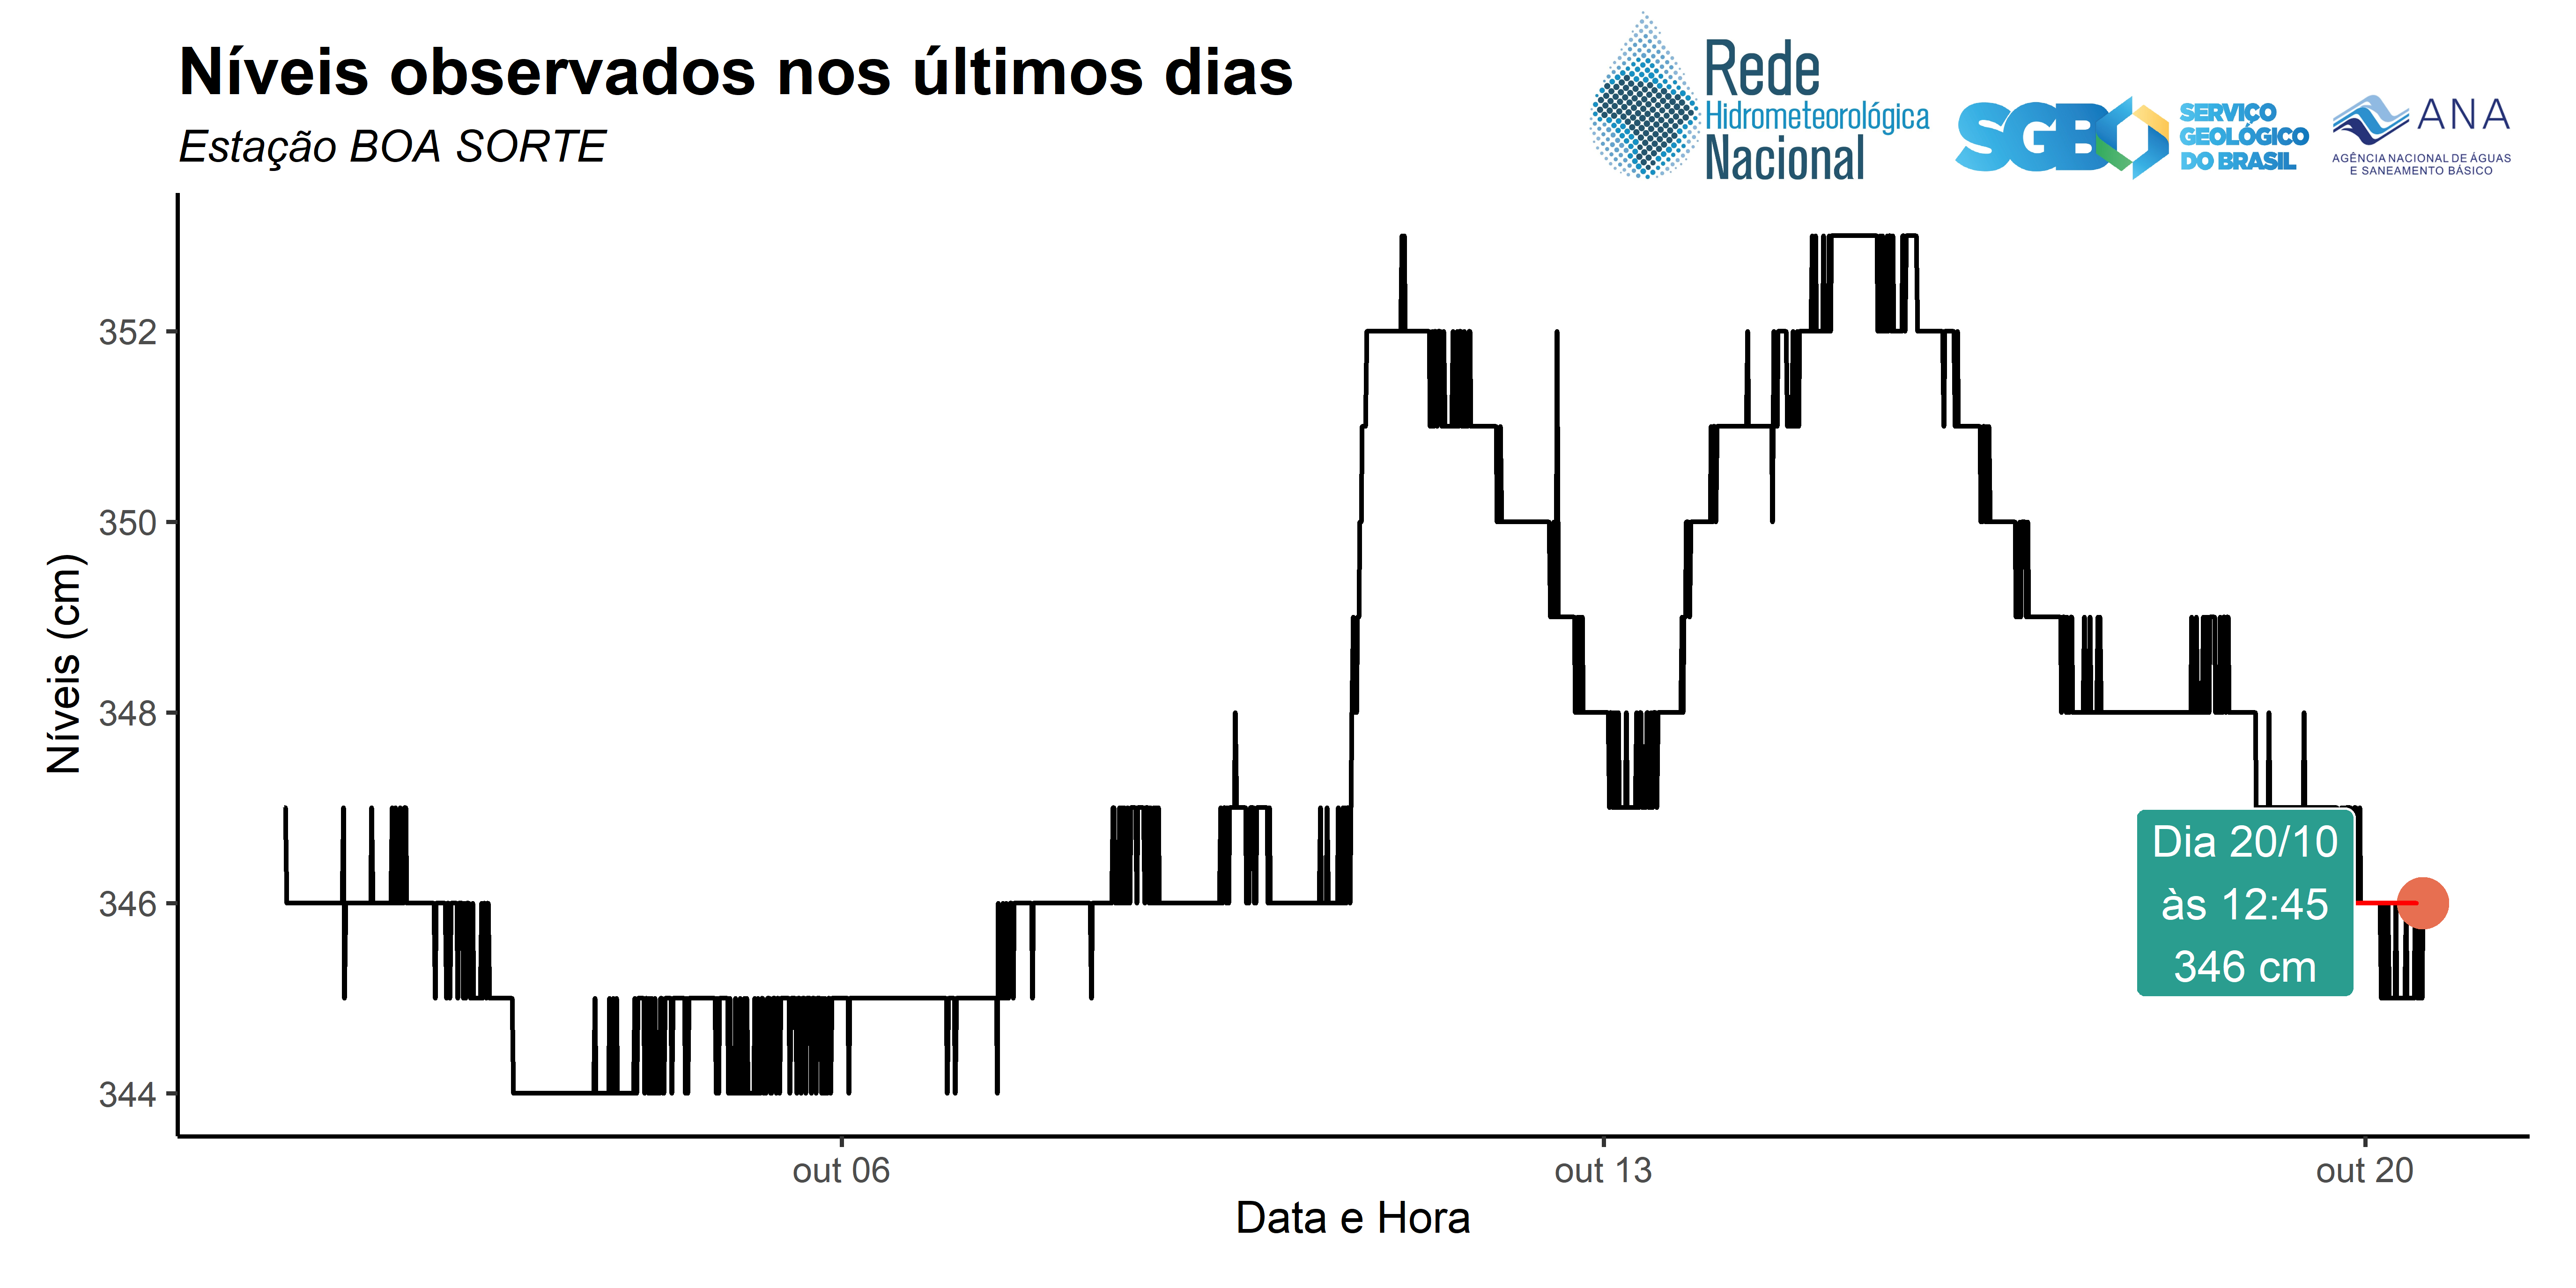 Níveis observados nos últimos dias
Estação BOA SORTE
Rede
Hidrometeorológica
Nacional
SGB
SERVIÇO
GEOLÓGICO
DO BRASIL
ANA
AGÊNCIA NACIONAL DE ÁGUAS
E SANEAMENTO BÁSICO
Níveis (cm)
352
350
348
346
344
Dia 20/10
às 12:45
346 cm
out 06
out 13
out 20
Data e Hora